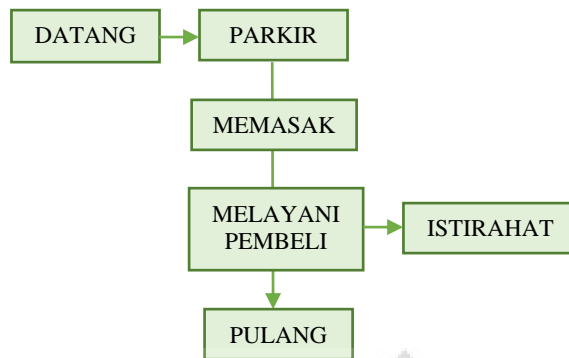 DATANG
PARKIR
MEMASAK
MELAYANI
PEMBELI
ISTIRAHAT
PULANG